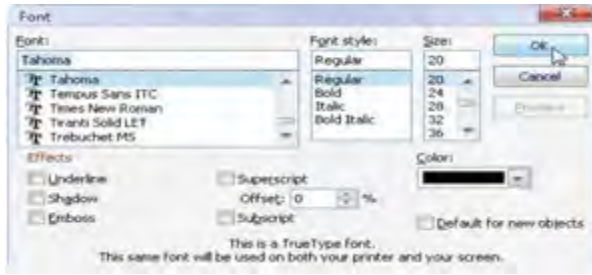 Font
Font: Font style: Size:
Tahoma Regular 20 OK
Tahoma Regular 20 Cancel
Tempus Sans ITC Bold 24
Times New Roman Italic 28 Preview
Tiranti Solid LET Bold Italic 32
Trebuchet MS 36
Effects Color:
Underline Superscript
Shadow Offset: 0 %
Emboss Subscript Default for new objects
This is a TrueType font.
This same font will be used on both your printer and your screen.